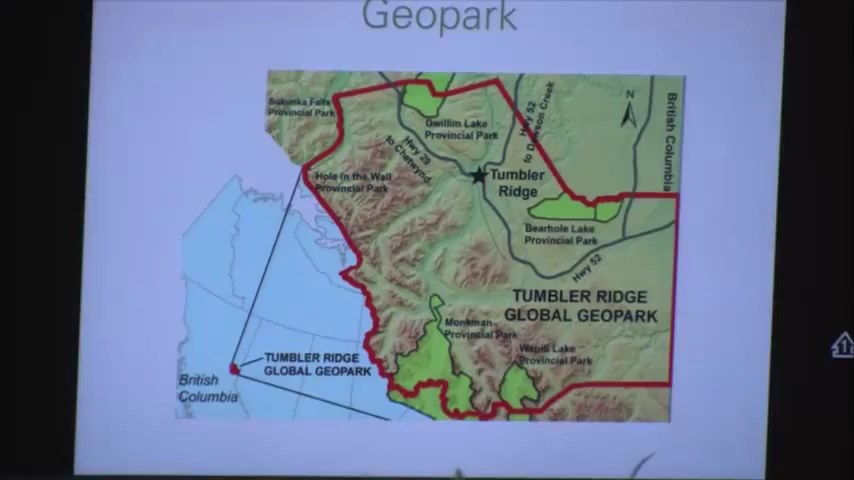 Geopark
Sukunka Falls
Provincial Park
Gwillim Lake
Provincial Park
Hwy 52
to Dawson Creek
N
British Columbia
Hwy 29
to Chetwynd
Hole in the Wall
Provincial Park
Tumbler
Ridge
Bearhole Lake
Provincial Park
Hwy 52
TUMBLER RIDGE
GLOBAL GEOPARK
Monkman
Provincial Park
Wapiti Lake
Provincial Park
TUMBLER RIDGE
GLOBAL GEOPARK
British
Columbia
1